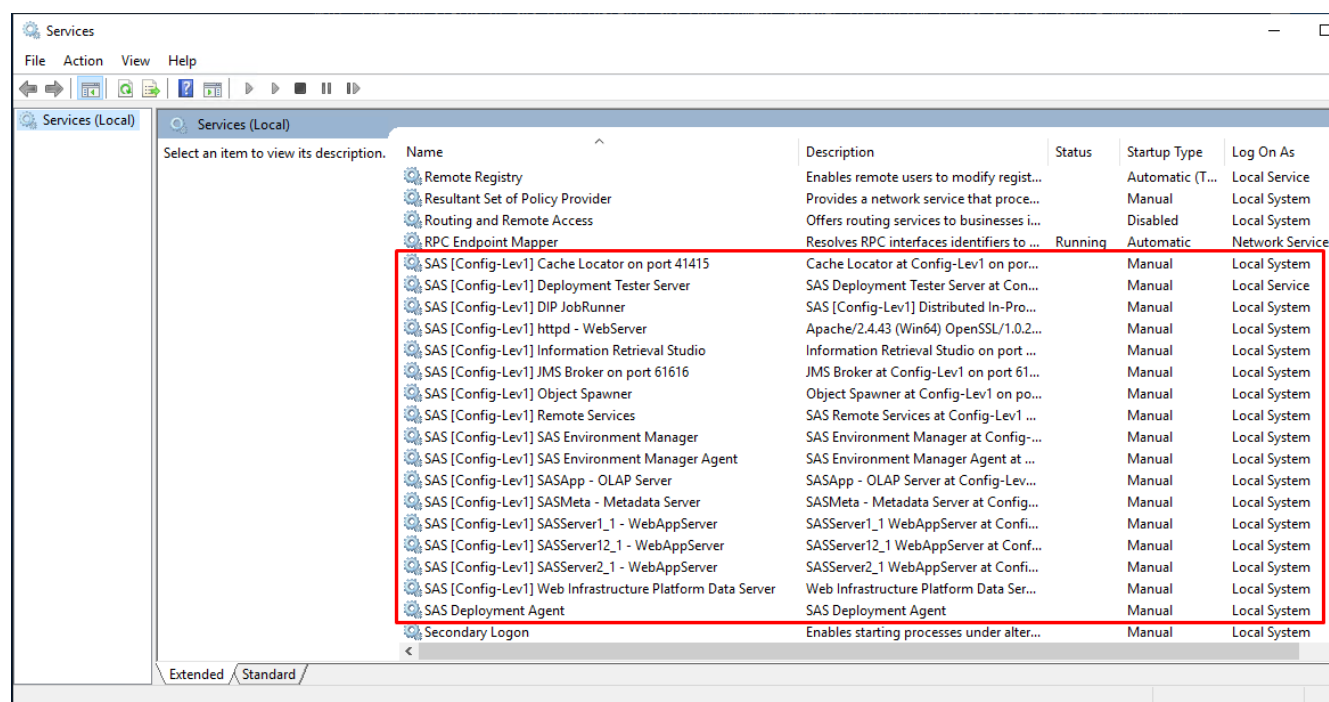 Services
File Action View Help
Services (Local)
Services (Local)
Select an item to view its description.
Name Description Status Startup Type Log On As
Remote Registry Enables remote users to modify regist... Automatic (T... Local Service
Resultant Set of Policy Provider Provides a network service that proce... Manual Local System
Routing and Remote Access Offers routing services to businesses i... Disabled Local System
RPC Endpoint Mapper Resolves RPC interfaces identifiers to ... Running Automatic Network Service
SAS [Config-Lev1] Cache Locator on port 41415 Cache Locator at Config-Lev1 on por... Manual Local System
SAS [Config-Lev1] Deployment Tester Server SAS Deployment Tester Server at Con... Manual Local Service
SAS [Config-Lev1] DIP JobRunner SAS [Config-Lev1] Distributed In-Pro... Manual Local System
SAS [Config-Lev1] httpd - WebServer Apache/2.4.43 (Win64) OpenSSL/1.0.2... Manual Local System
SAS [Config-Lev1] Information Retrieval Studio Information Retrieval Studio on port ... Manual Local System
SAS [Config-Lev1] JMS Broker on port 61616 JMS Broker at Config-Lev1 on port 61... Manual Local System
SAS [Config-Lev1] Object Spawner Object Spawner at Config-Lev1 on po... Manual Local System
SAS [Config-Lev1] Remote Services SAS Remote Services at Config-Lev1 ... Manual Local System
SAS [Config-Lev1] SAS Environment Manager SAS Environment Manager at Config-... Manual Local System
SAS [Config-Lev1] SAS Environment Manager Agent SAS Environment Manager Agent at ... Manual Local System
SAS [Config-Lev1] SASApp - OLAP Server SASApp - OLAP Server at Config-Lev... Manual Local System
SAS [Config-Lev1] SASMeta - Metadata Server SASMeta - Metadata Server at Config... Manual Local System
SAS [Config-Lev1] SASServer1_1 - WebAppServer SASServer1_1 WebAppServer at Confi... Manual Local System
SAS [Config-Lev1] SASServer12_1 - WebAppServer SASServer12_1 WebAppServer at Conf... Manual Local System
SAS [Config-Lev1] SASServer2_1 - WebAppServer SASServer2_1 WebAppServer at Confi... Manual Local System
SAS [Config-Lev1] Web Infrastructure Platform Data Server Web Infrastructure Platform Data Ser... Manual Local System
SAS Deployment Agent SAS Deployment Agent Manual Local System
Secondary Logon Enables starting processes under alter... Manual Local System
Extended Standard